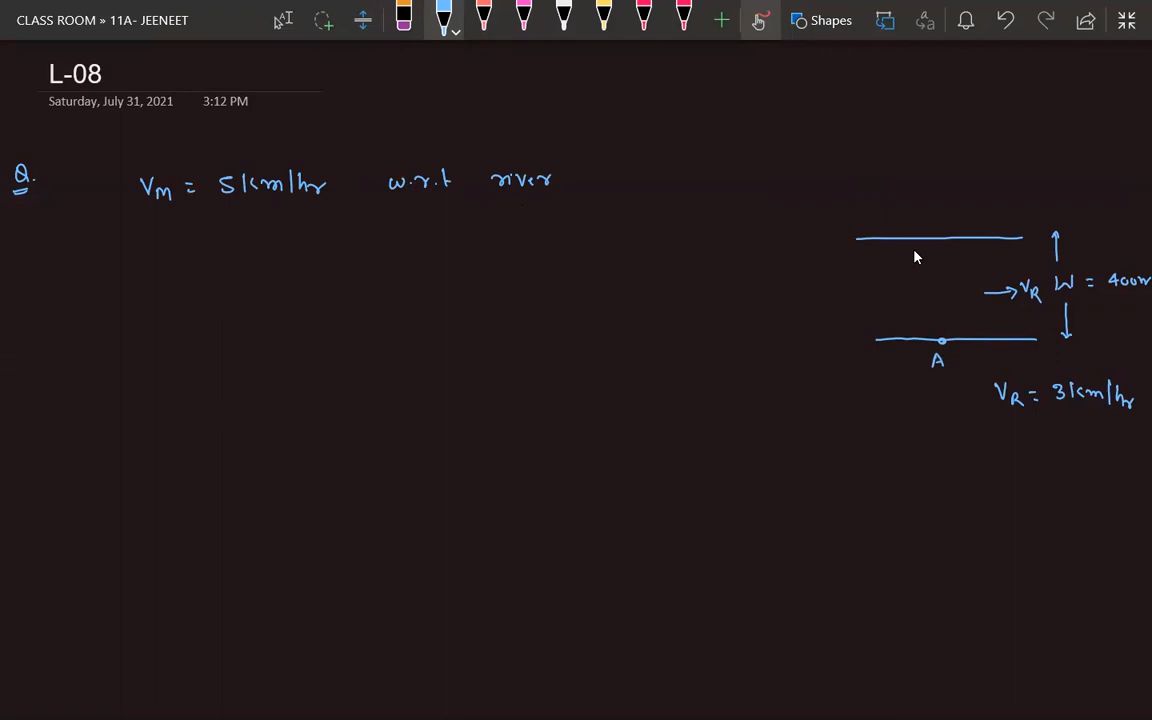 CLASS ROOM » 11A- JEENEET
Shapes
L-08
Saturday, July 31, 2021 3:12 PM
Q. VM = 5km/hr w.r.t river
→VR W = 400m
A
VR = 3km/hr